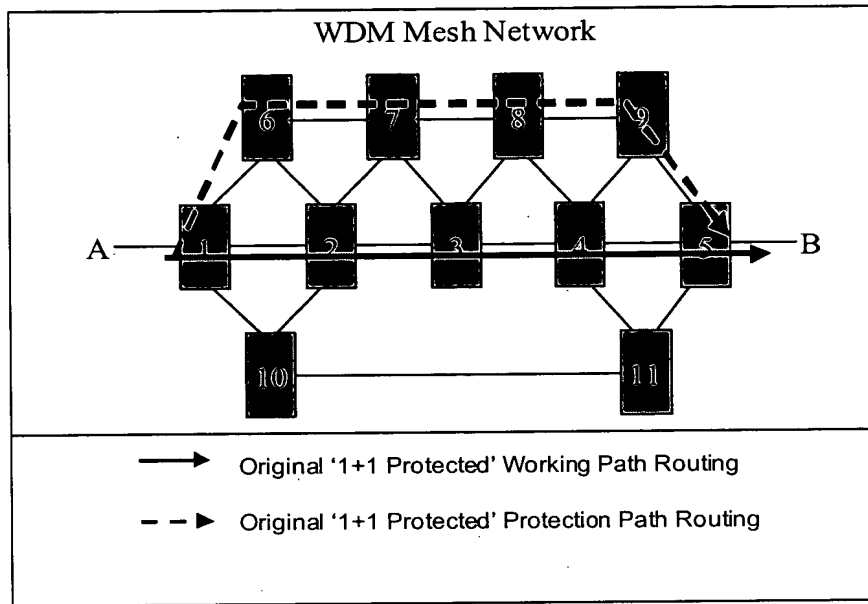 WDM Mesh Network
6 7 8 9
A 1 2 3 4 5 B
10 11
Original ‘1+1 Protected’ Working Path Routing
Original ‘1+1 Protected’ Protection Path Routing